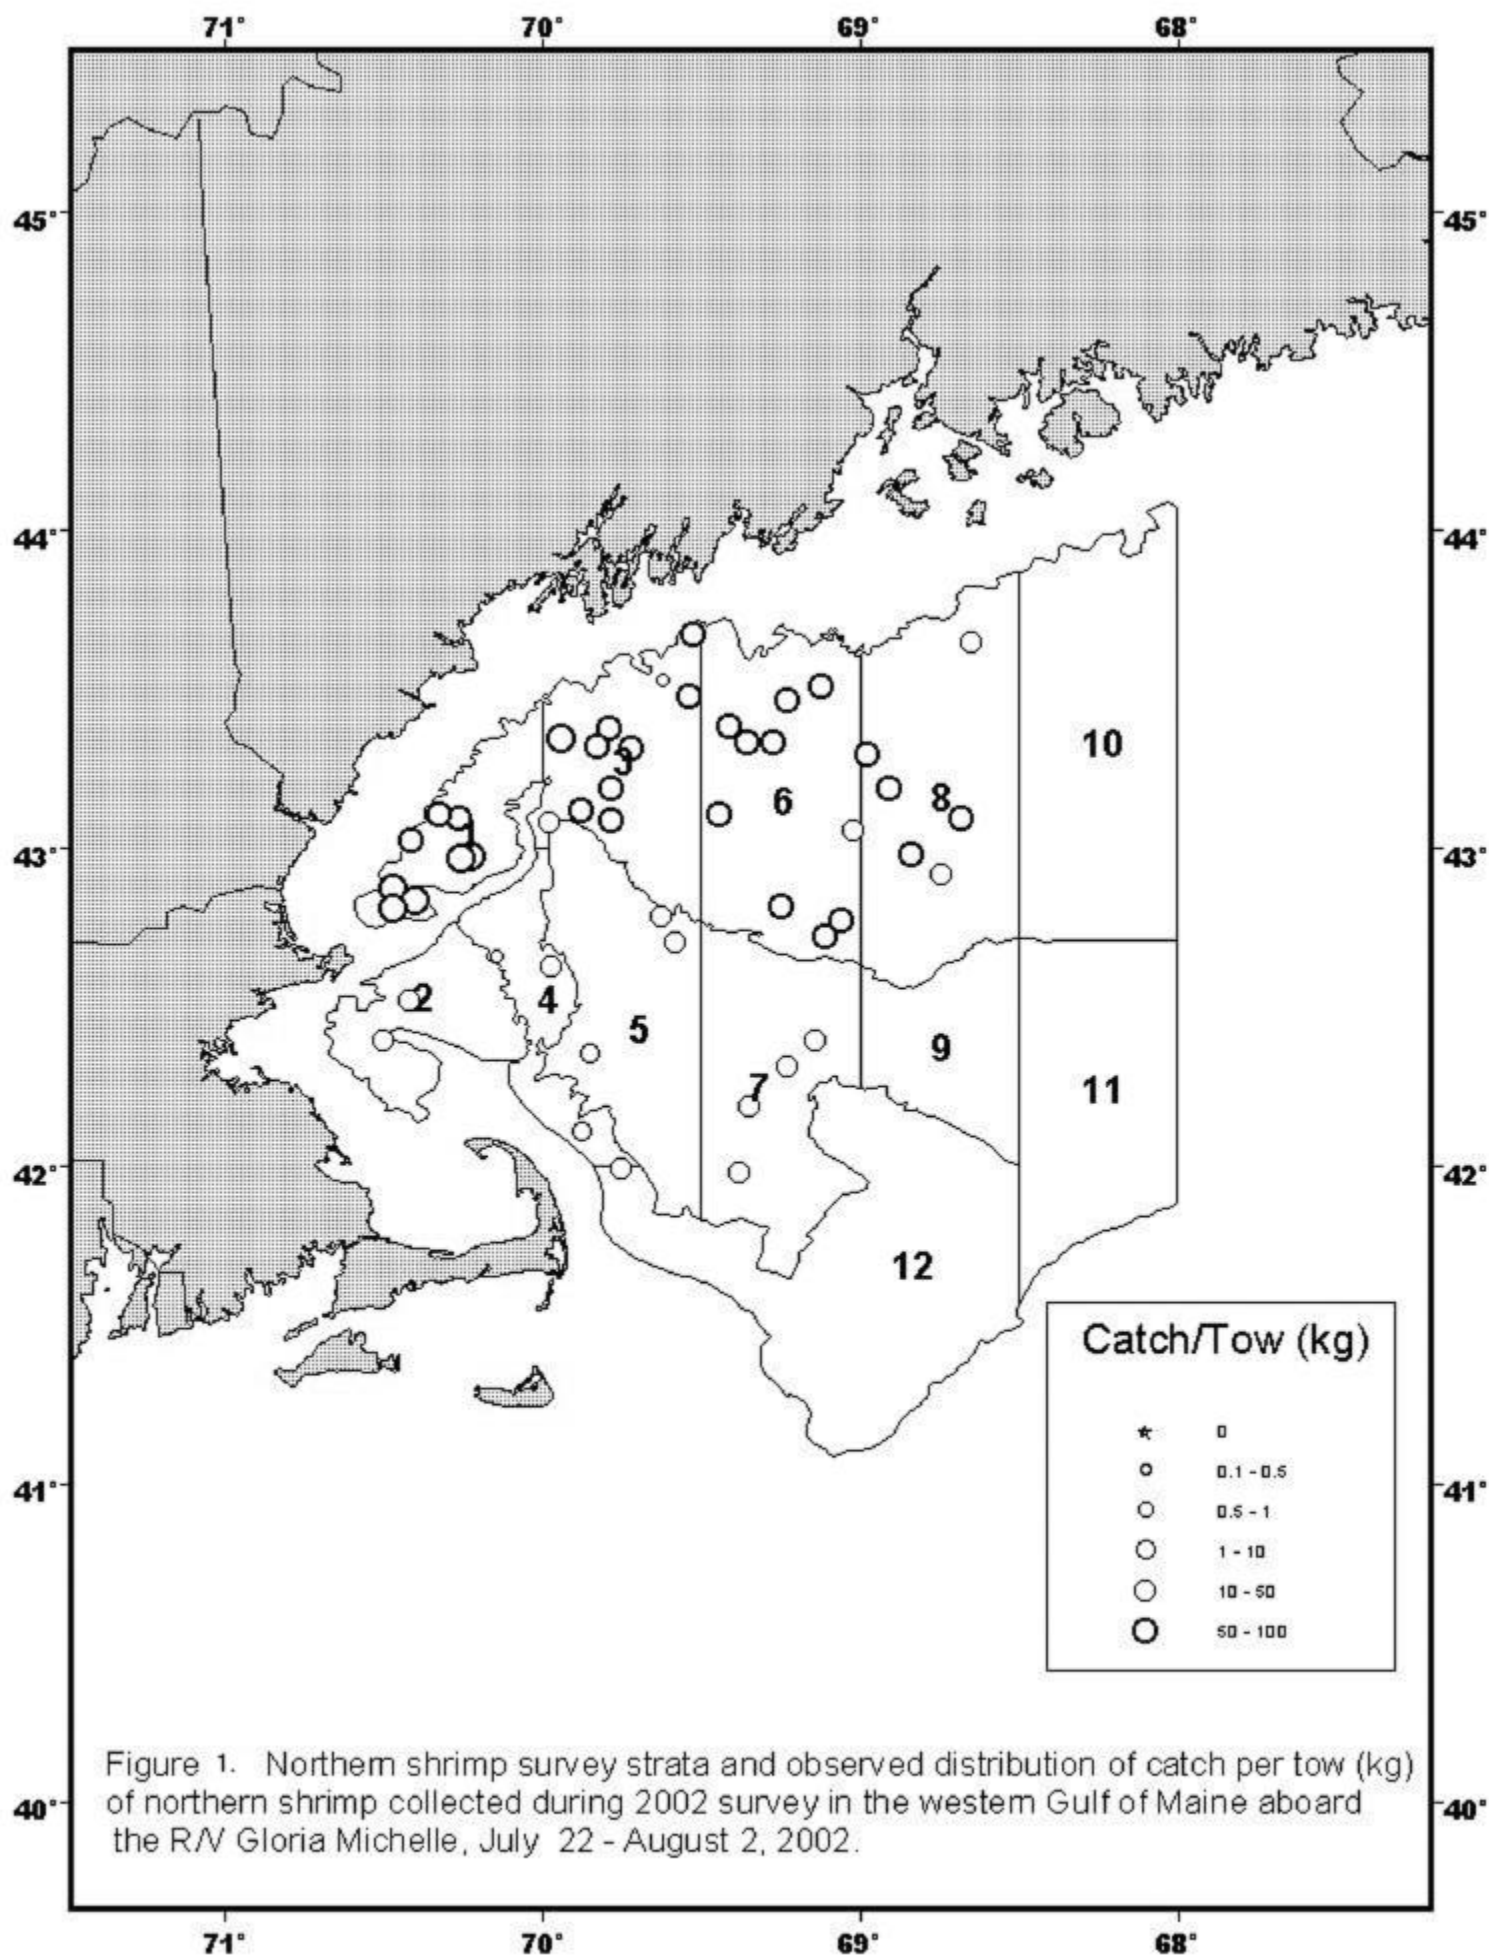 71° 70° 69° 68°
45° 45°
44° 44°
10
3
6
8
1
43° 43°
2 4
5
9
7
11
42° 42°
12
Catch/Tow (kg)
0
0.1 - 0.5
41° 41°
0.5 - 1
1 - 10
10 - 50
50 - 100
Figure 1. Northern shrimp survey strata and observed distribution of catch per tow (kg)
of northern shrimp collected during 2002 survey in the western Gulf of Maine aboard
40° 40°
the R/V Gloria Michelle, July 22 - August 2, 2002.
71° 70° 69° 68°